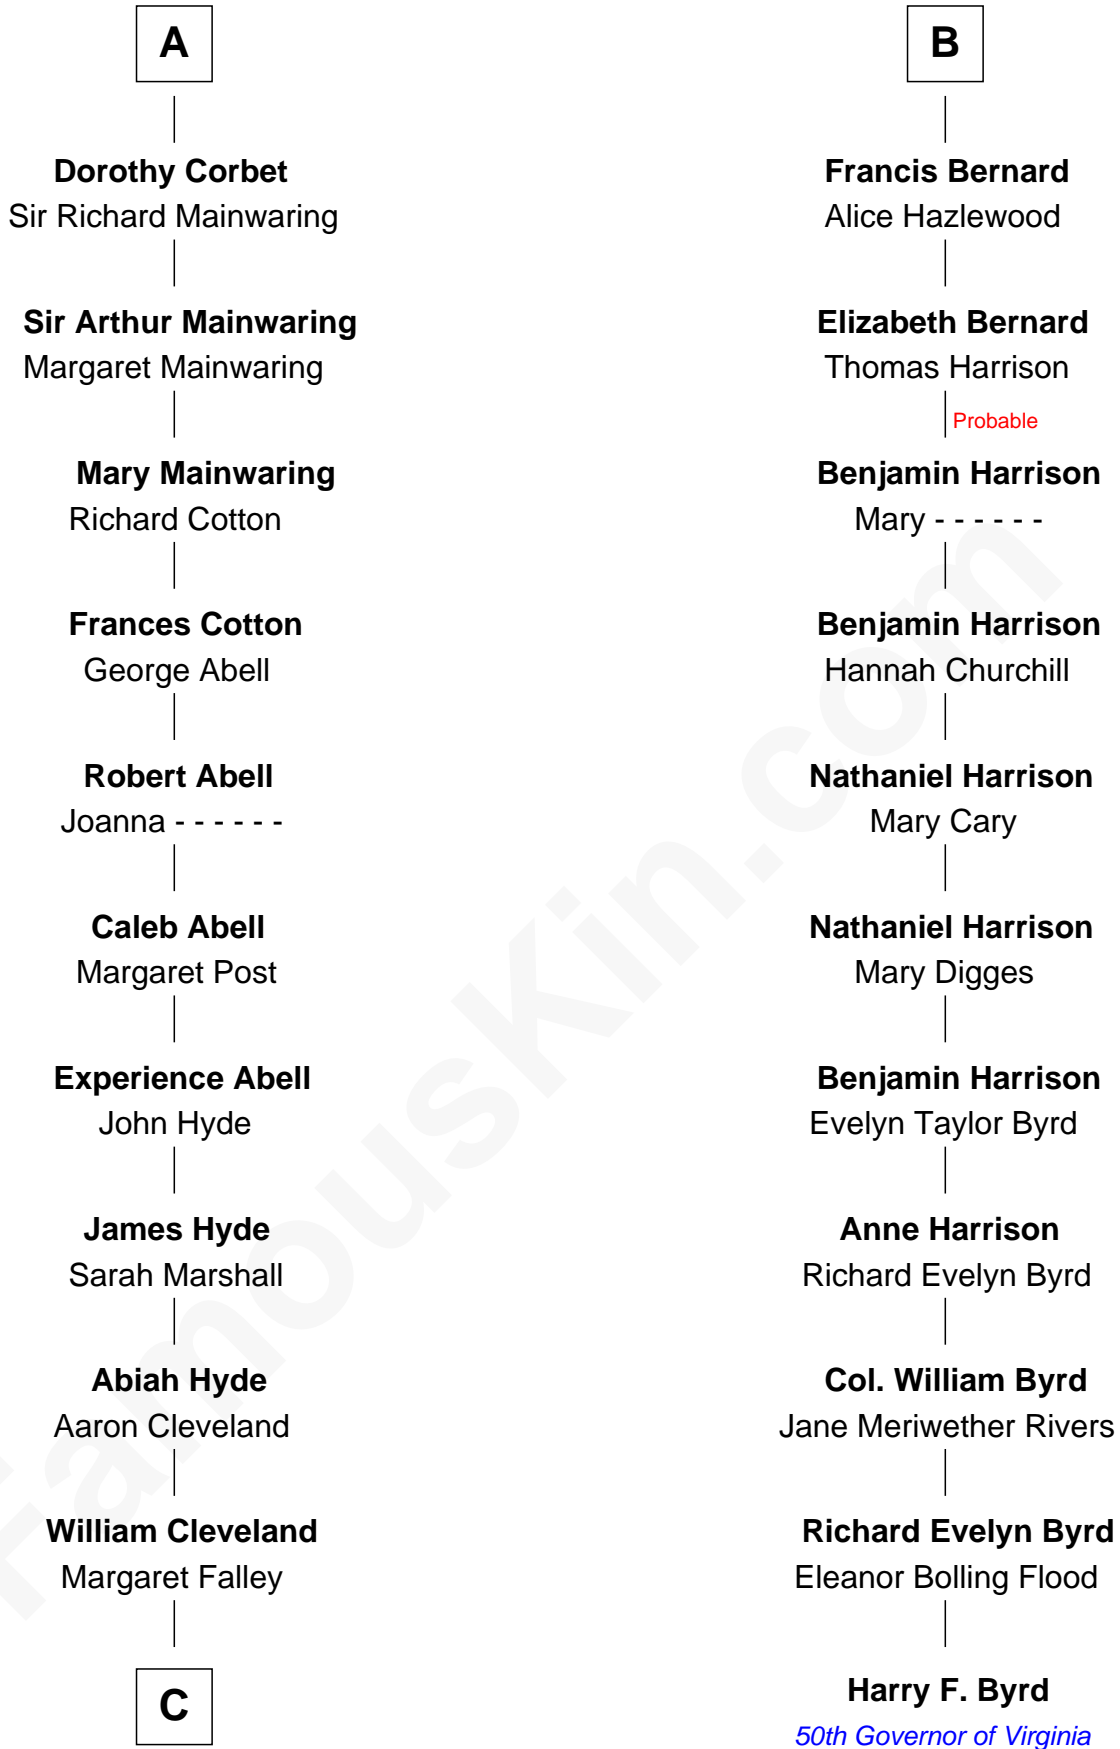 A
Dorothy Corbet
Sir Richard Mainwaring
Sir Arthur Mainwaring
Margaret Mainwaring
Mary Mainwaring
Richard Cotton
Frances Cotton
George Abell
Robert Abell
Joanna - - - - - -
Caleb Abell
Margaret Post
Experience Abell
John Hyde
James Hyde
Sarah Marshall
Abiah Hyde
Aaron Cleveland
William Cleveland
Margaret Falley
C
B
Francis Bernard
Alice Hazlewood
Elizabeth Bernard
Thomas Harrison
Probable
Benjamin Harrison
Mary - - - - - -
Benjamin Harrison
Hannah Churchill
Nathaniel Harrison
Mary Cary
Nathaniel Harrison
Mary Digges
Benjamin Harrison
Evelyn Taylor Byrd
Anne Harrison
Richard Evelyn Byrd
Col. William Byrd
Jane Meriwether Rivers
Richard Evelyn Byrd
Eleanor Bolling Flood
Harry F. Byrd
50th Governor of Virginia
FamousKin.com